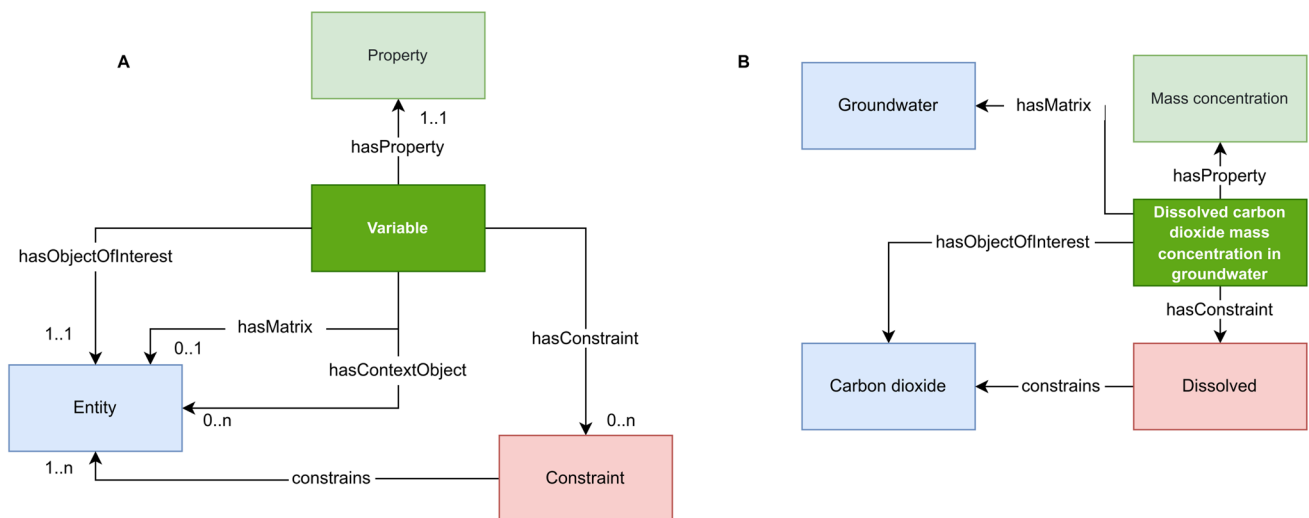 A
Property
1..1
hasProperty
Variable
hasObjectOfInterest
hasMatrix
1..1
0..1
hasConstraint
hasContextObject
Entity
0..n
0..n
1..n
constrains
Constraint
B
Groundwater
hasMatrix
Mass concentration
hasProperty
Dissolved carbon
dioxide mass
concentration in
groundwater
hasObjectOfInterest
hasConstraint
Carbon dioxide
constrains
Dissolved